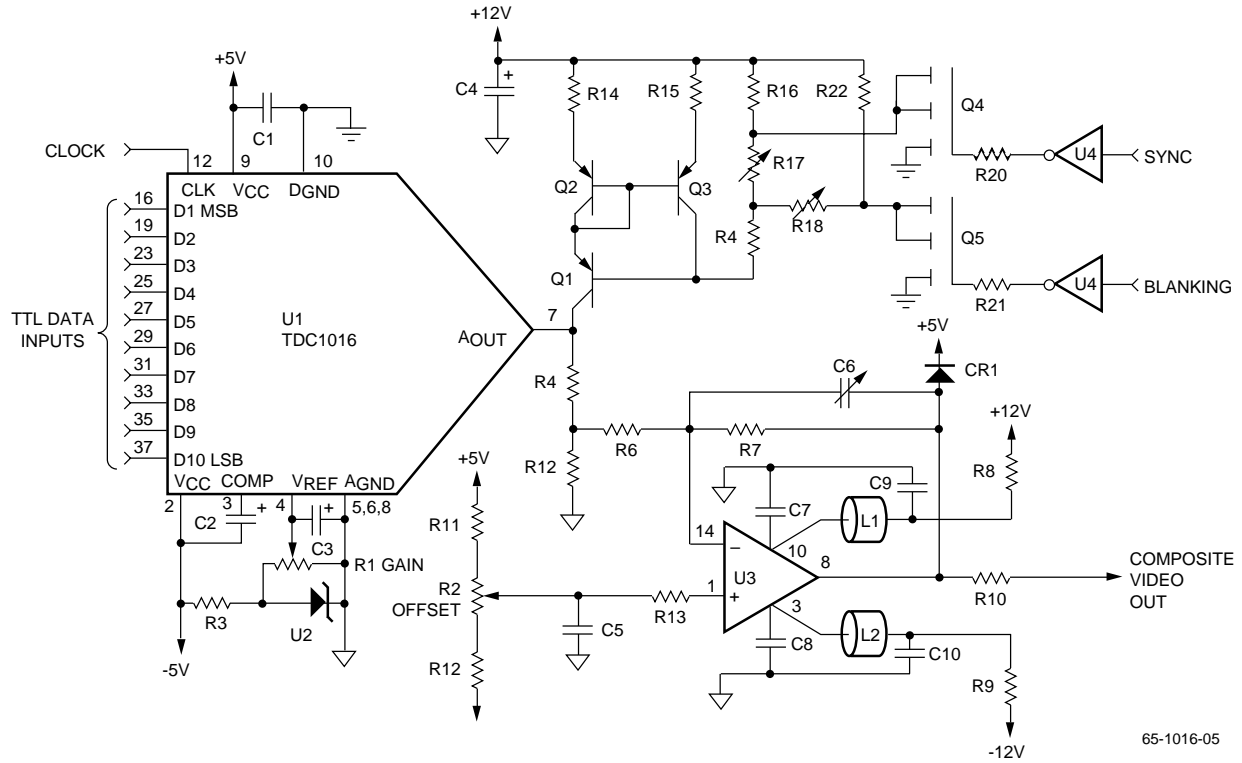 +12V
+5V
C4
+
R14
R15
R16
R22
Q4
C1
CLOCK
12
9
10
CLK
VCC
DGND
R17
R20
U4
SYNC
Q2
Q3
16
D1 MSB
19
D2
23
D3
25
D4
27
D5
29
D6
31
D7
33
D8
35
D9
37
D10 LSB
TTL DATA
INPUTS
U1
TDC1016
AOUT
7
R4
R18
Q5
Q1
R21
U4
BLANKING
+5V
CR1
C6
R4
R6
R7
+12V
R12
R8
VCC
COMP
VREF
AGND
2
3
4
5,6,8
+
C2
+
C3
R1 GAIN
R3
U2
-5V
+5V
R11
R2
OFFSET
R12
C5
R13
C9
C7
L1
14
10
−
U3
8
1
+
3
R10
COMPOSITE
VIDEO
OUT
C8
L2
C10
R9
-12V
65-1016-05